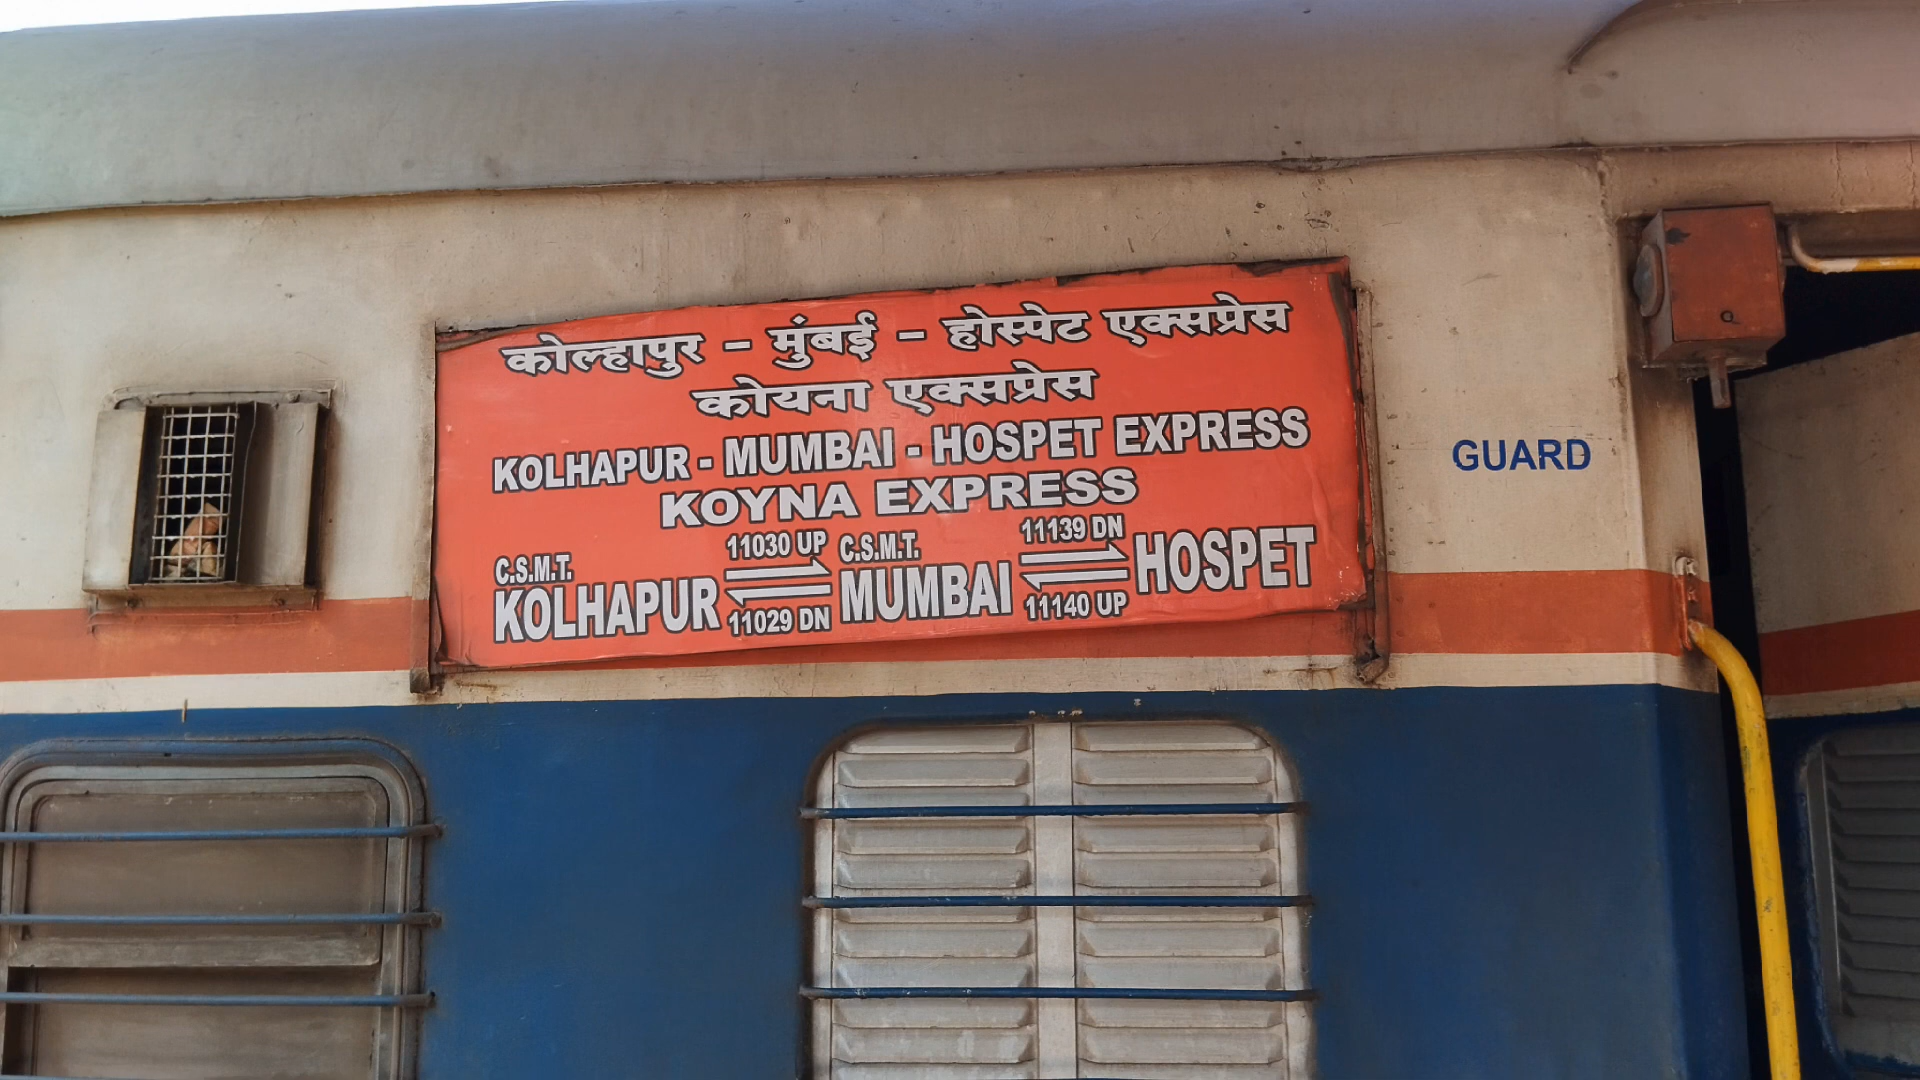 कोल्हापुर - मुंबई - होस्पेट एक्सप्रेस
कोयना एक्सप्रेस
KOLHAPUR - MUMBAI - HOSPET EXPRESS
KOYNA EXPRESS
C.S.M.T. 11030 UP C.S.M.T. 11139 DN
KOLHAPUR MUMBAI HOSPET
11029 DN 11140 UP
GUARD